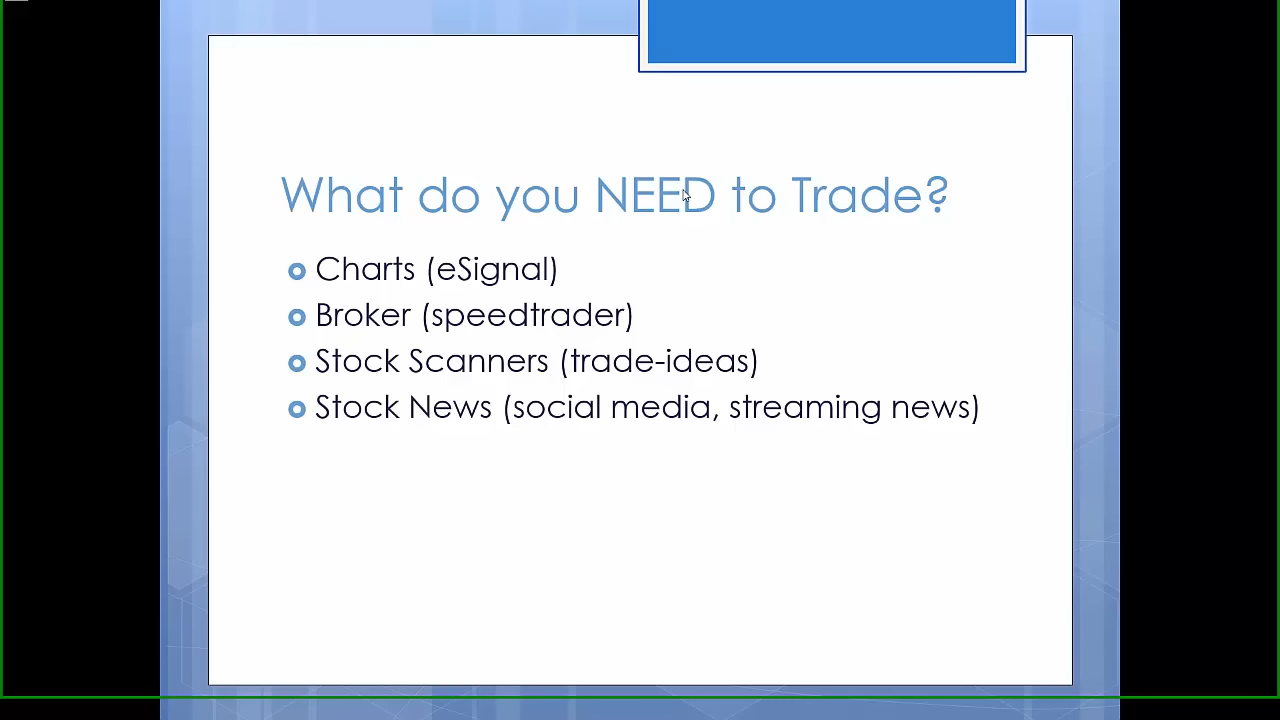 What do you NEED to Trade?
Charts (eSignal)
Broker (speedtrader)
Stock Scanners (trade-ideas)
Stock News (social media, streaming news)